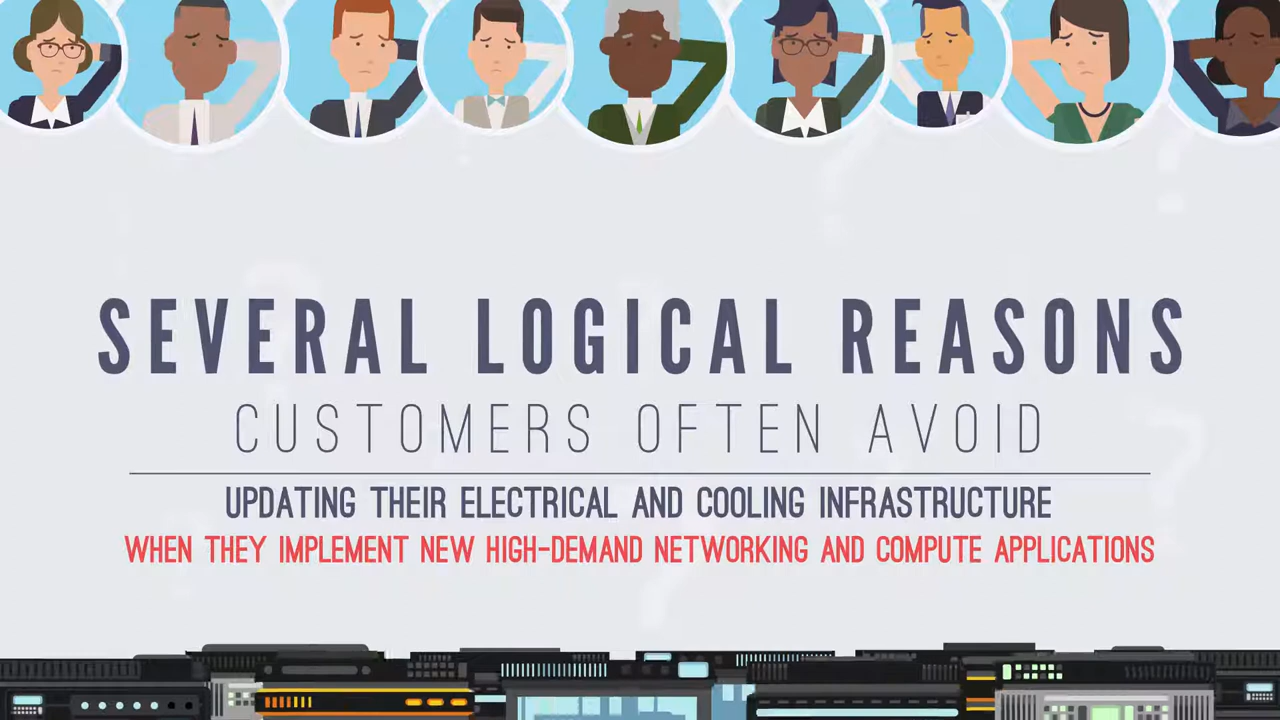 SEVERAL LOGICAL REASONS
CUSTOMERS OFTEN AVOID
UPDATING THEIR ELECTRICAL AND COOLING INFRASTRUCTURE
WHEN THEY IMPLEMENT NEW HIGH-DEMAND NETWORKING AND COMPUTE APPLICATIONS